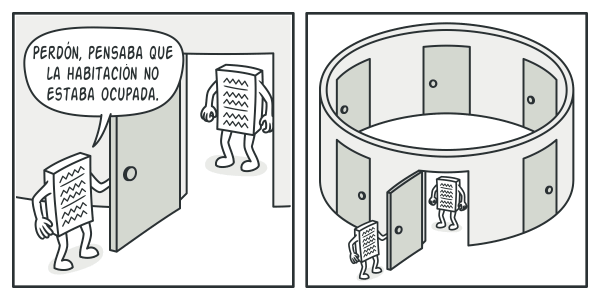 PERDÓN, PENSABA QUE
LA HABITACIÓN NO
ESTABA OCUPADA.